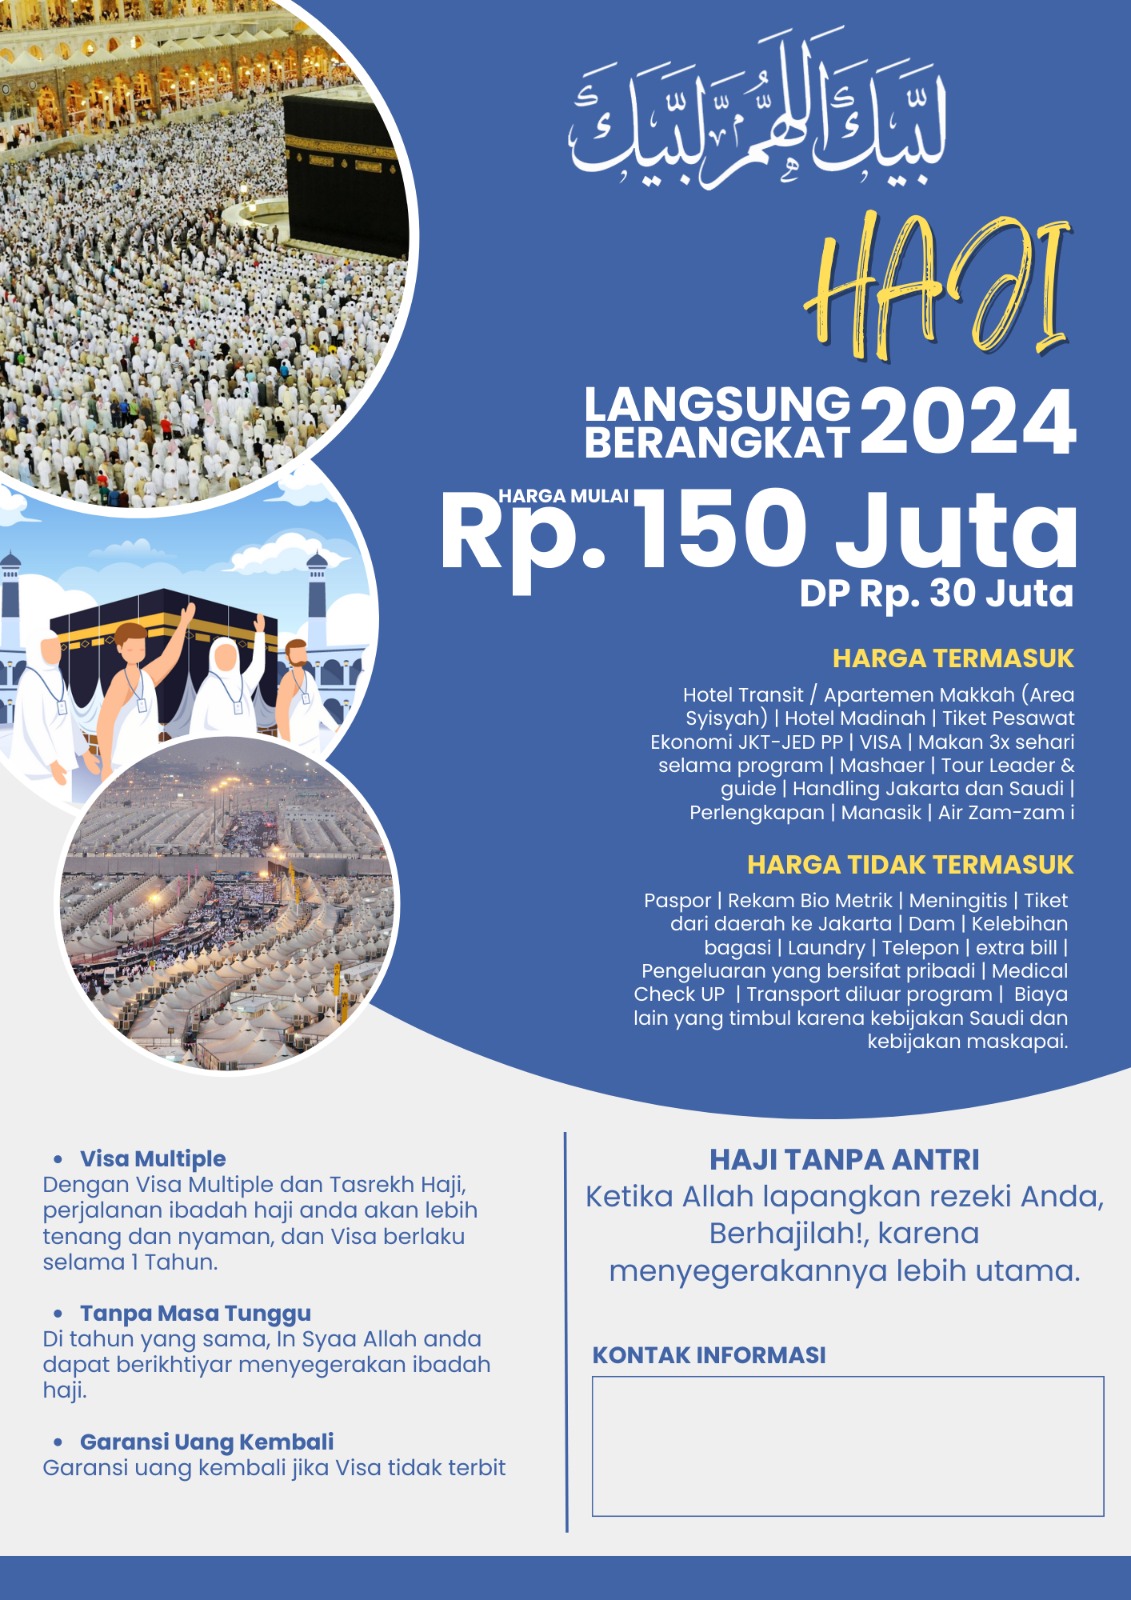 لبيك اللهم لبيك
HAJI
LANGSUNG
BERANGKAT 2024
HARGA MULAI
Rp. 150 Juta
DP Rp. 30 Juta
HARGA TERMASUK
Hotel Transit / Apartemen Makkah (Area
Syisyah) | Hotel Madinah | Tiket Pesawat
Ekonomi JKT-JED PP | VISA | Makan 3x sehari
selama program | Mashaer | Tour Leader &
guide | Handling Jakarta dan Saudi |
Perlengkapan | Manasik | Air Zam-zam i
HARGA TIDAK TERMASUK
Paspor | Rekam Bio Metrik | Meningitis | Tiket
dari daerah ke Jakarta | Dam | Kelebihan
bagasi | Laundry | Telepon | extra bill |
Pengeluaran yang bersifat pribadi | Medical
Check UP | Transport diluar program | Biaya
lain yang timbul karena kebijakan Saudi dan
kebijakan maskapai.
• Visa Multiple
Dengan Visa Multiple dan Tasrekh Haji,
perjalanan ibadah haji anda akan lebih
tenang dan nyaman, dan Visa berlaku
selama 1 Tahun.
• Tanpa Masa Tunggu
Di tahun yang sama, In Syaa Allah anda
dapat berikhtiyar menyegerakan ibadah
haji.
• Garansi Uang Kembali
Garansi uang kembali jika Visa tidak terbit
HAJI TANPA ANTRI
Ketika Allah lapangkan rezeki Anda,
Berhajilah!, karena
menyegerakannya lebih utama.
KONTAK INFORMASI